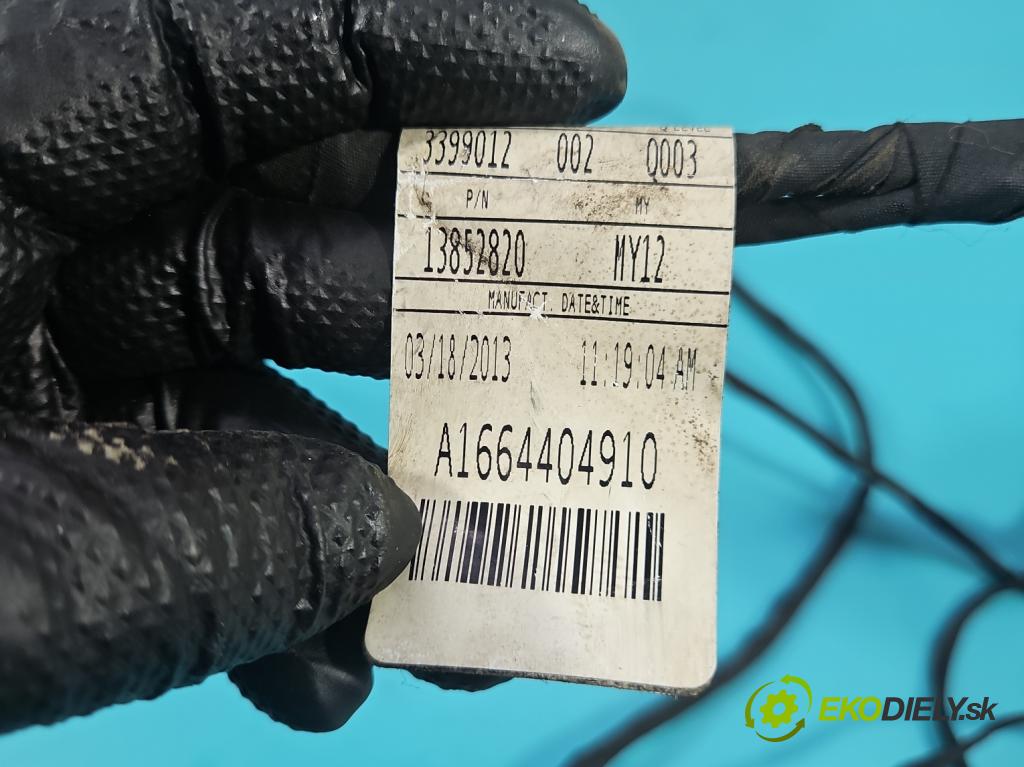 Q LEVEL
3399012 002 Q003
P/N MY
13852820 MY12
MANUFACT. DATE&TIME
03/18/2013 11:19:04 AM
A1664404910
EKODIELY.sk